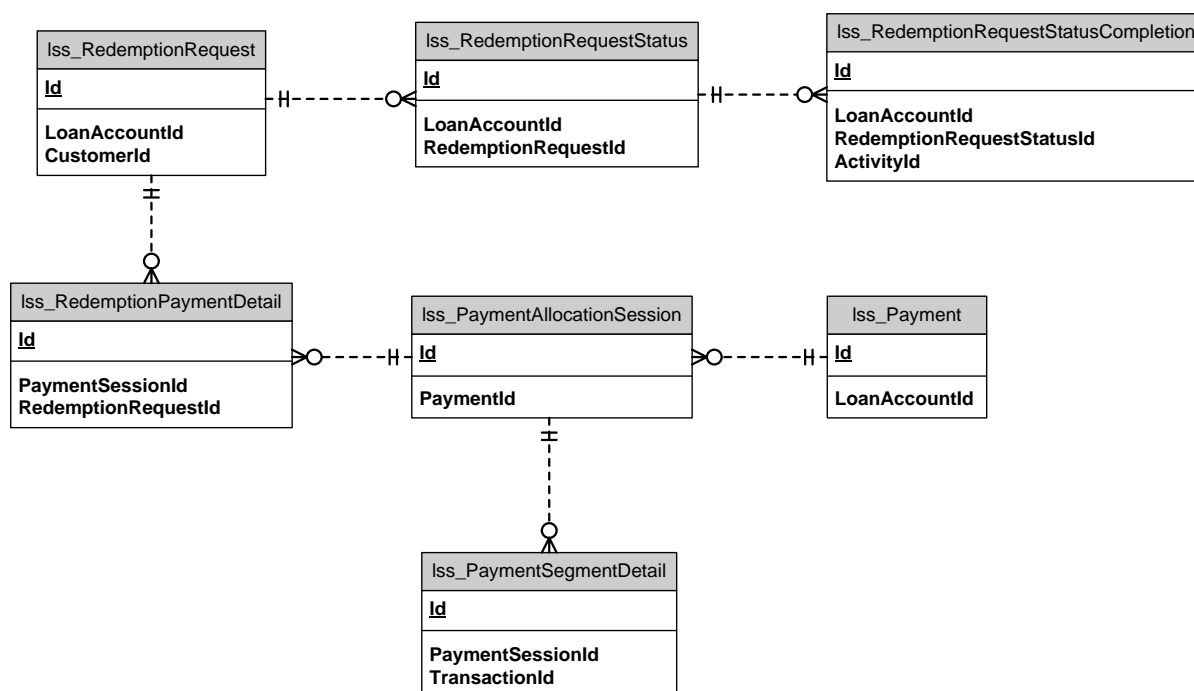 lss_RedemptionRequest
Id
LoanAccountId
CustomerId
lss_RedemptionRequestStatus
Id
LoanAccountId
RedemptionRequestId
lss_RedemptionRequestStatusCompletion
Id
LoanAccountId
RedemptionRequestStatusId
ActivityId
lss_RedemptionPaymentDetail
Id
PaymentSessionId
RedemptionRequestId
lss_PaymentAllocationSession
Id
PaymentId
lss_Payment
Id
LoanAccountId
lss_PaymentSegmentDetail
Id
PaymentSessionId
TransactionId